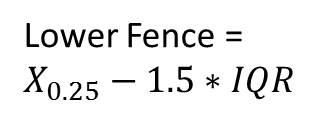 Lower Fence =
X₀.₂₅ − 1.5 * IQR